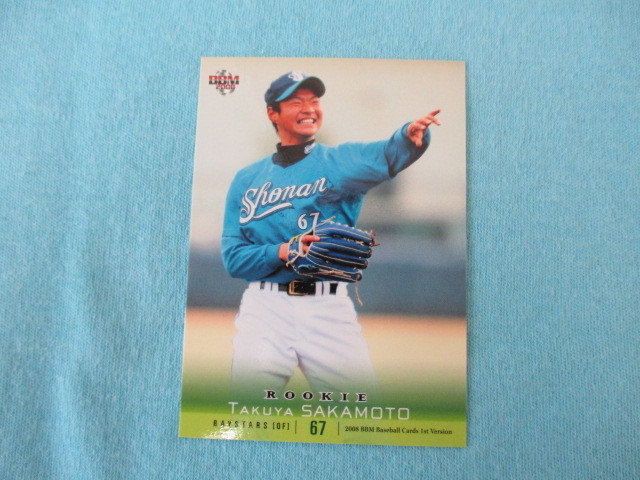 BBM
2008
Shonan
67
ROOKIE
TAKUYA SAKAMOTO
BAYSTARS [OF] 67 2008 BBM Baseball Cards 1st Version